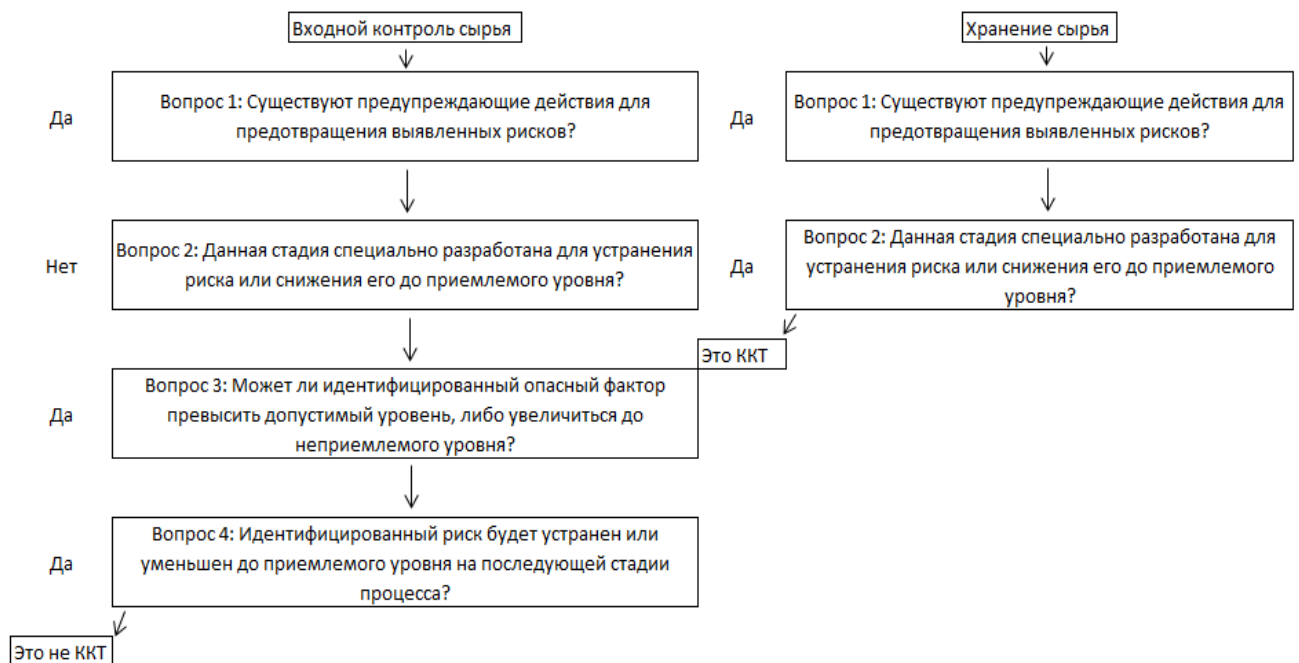 Входной контроль сырья
Да
Вопрос 1: Существуют предупреждающие действия для
предотвращения выявленных рисков?
Нет
Вопрос 2: Данная стадия специально разработана для устранения
риска или снижения его до приемлемого уровня?
Да
Вопрос 3: Может ли идентифицированный опасный фактор
превысить допустимый уровень, либо увеличиться до
неприемлемого уровня?
Да
Вопрос 4: Идентифицированный риск будет устранен или
уменьшен до приемлемого уровня на последующей стадии
процесса?
Это не ККТ
Хранение сырья
Да
Вопрос 1: Существуют предупреждающие действия для
предотвращения выявленных рисков?
Да
Вопрос 2: Данная стадия специально разработана для
устранения риска или снижения его до приемлемого
уровня?
Это ККТ